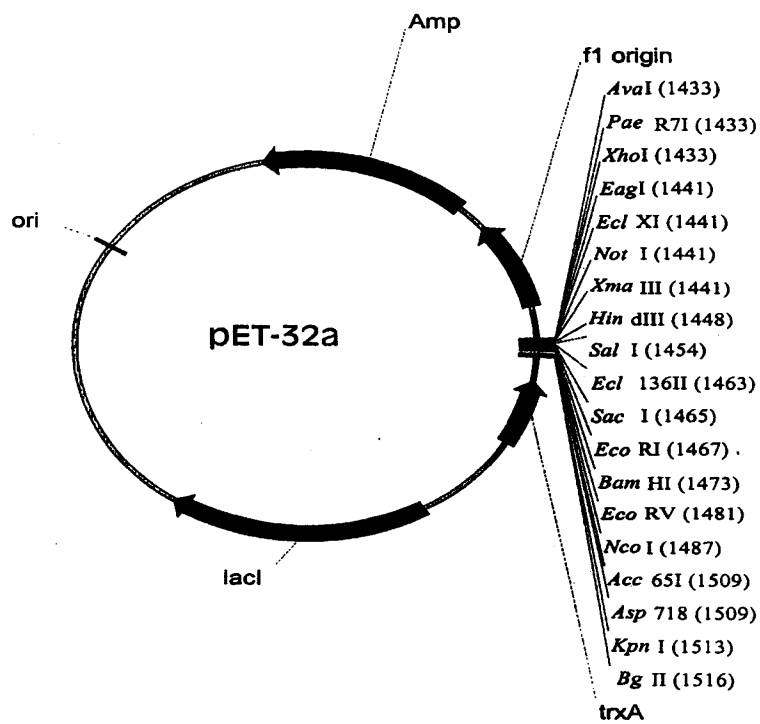 Amp
f1 origin
AvaI (1433)
Pae R7I (1433)
XhoI (1433)
EagI (1441)
Ecl XI (1441)
Not I (1441)
Xma III (1441)
Hin dIII (1448)
Sal I (1454)
Ecl 136II (1463)
Sac I (1465)
Eco RI (1467)
Bam HI (1473)
Eco RV (1481)
Nco I (1487)
Acc 65I (1509)
Asp 718 (1509)
Kpn I (1513)
Bg II (1516)
trxA
ori
pET-32a
lacI